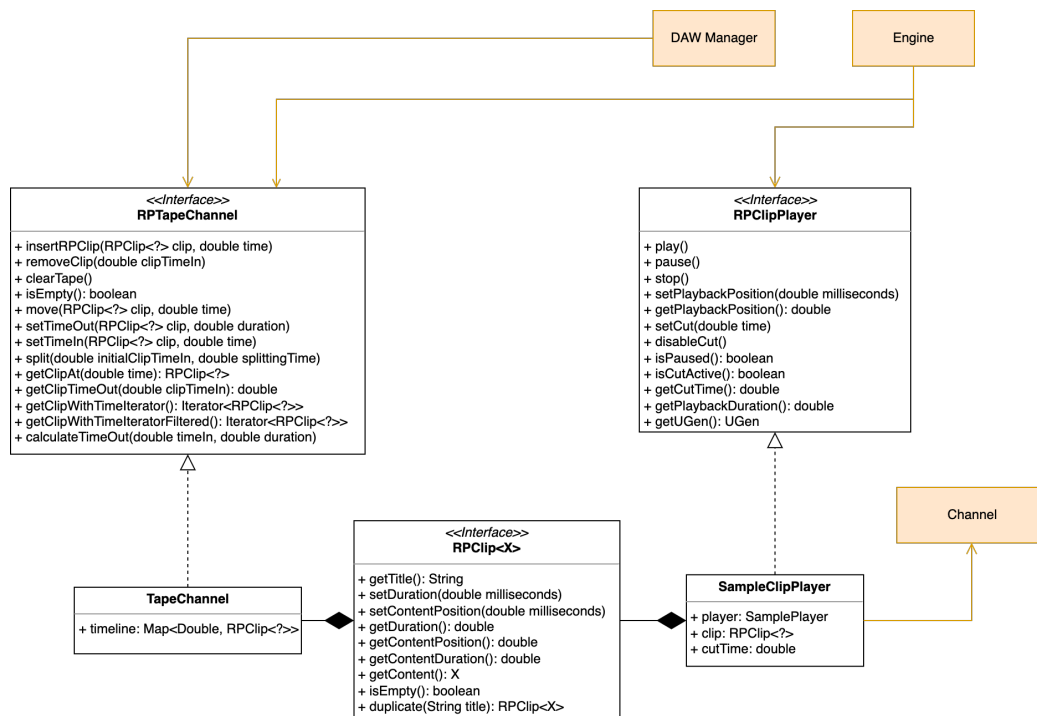 DAW Manager
Engine
<<Interface>>
RPTapeChannel
+ insertRPClip(RPClip<?> clip, double time)
+ removeClip(double clipTimeIn)
+ clearTape()
+ isEmpty(): boolean
+ move(RPClip<?> clip, double time)
+ setTimeOut(RPClip<?> clip, double duration)
+ setTimeIn(RPClip<?> clip, double time)
+ split(double initialClipTimeIn, double splittingTime)
+ getClipAt(double time): RPClip<?>
+ getClipTimeOut(double clipTimeIn): double
+ getClipWithTimeIterator(): Iterator<RPClip<?>>
+ getClipWithTimeIteratorFiltered(): Iterator<RPClip<?>>
+ calculateTimeOut(double timeIn, double duration)
<<Interface>>
RPClipPlayer
+ play()
+ pause()
+ stop()
+ setPlaybackPosition(double milliseconds)
+ getPlaybackPosition(): double
+ setCut(double time)
+ disableCut()
+ isPaused(): boolean
+ isCutActive(): boolean
+ getCutTime(): double
+ getPlaybackDuration(): double
+ getUGen(): UGen
Channel
<<Interface>>
RPClip<X>
+ getTitle(): String
+ setDuration(double milliseconds)
+ setContentPosition(double milliseconds)
+ getDuration(): double
+ getContentPosition(): double
+ getContentDuration(): double
+ getContent(): X
+ isEmpty(): boolean
+ duplicate(String title): RPClip<X>
TapeChannel
+ timeline: Map<Double, RPClip<?>>
SampleClipPlayer
+ player: SamplePlayer
+ clip: RPClip<?>
+ cutTime: double